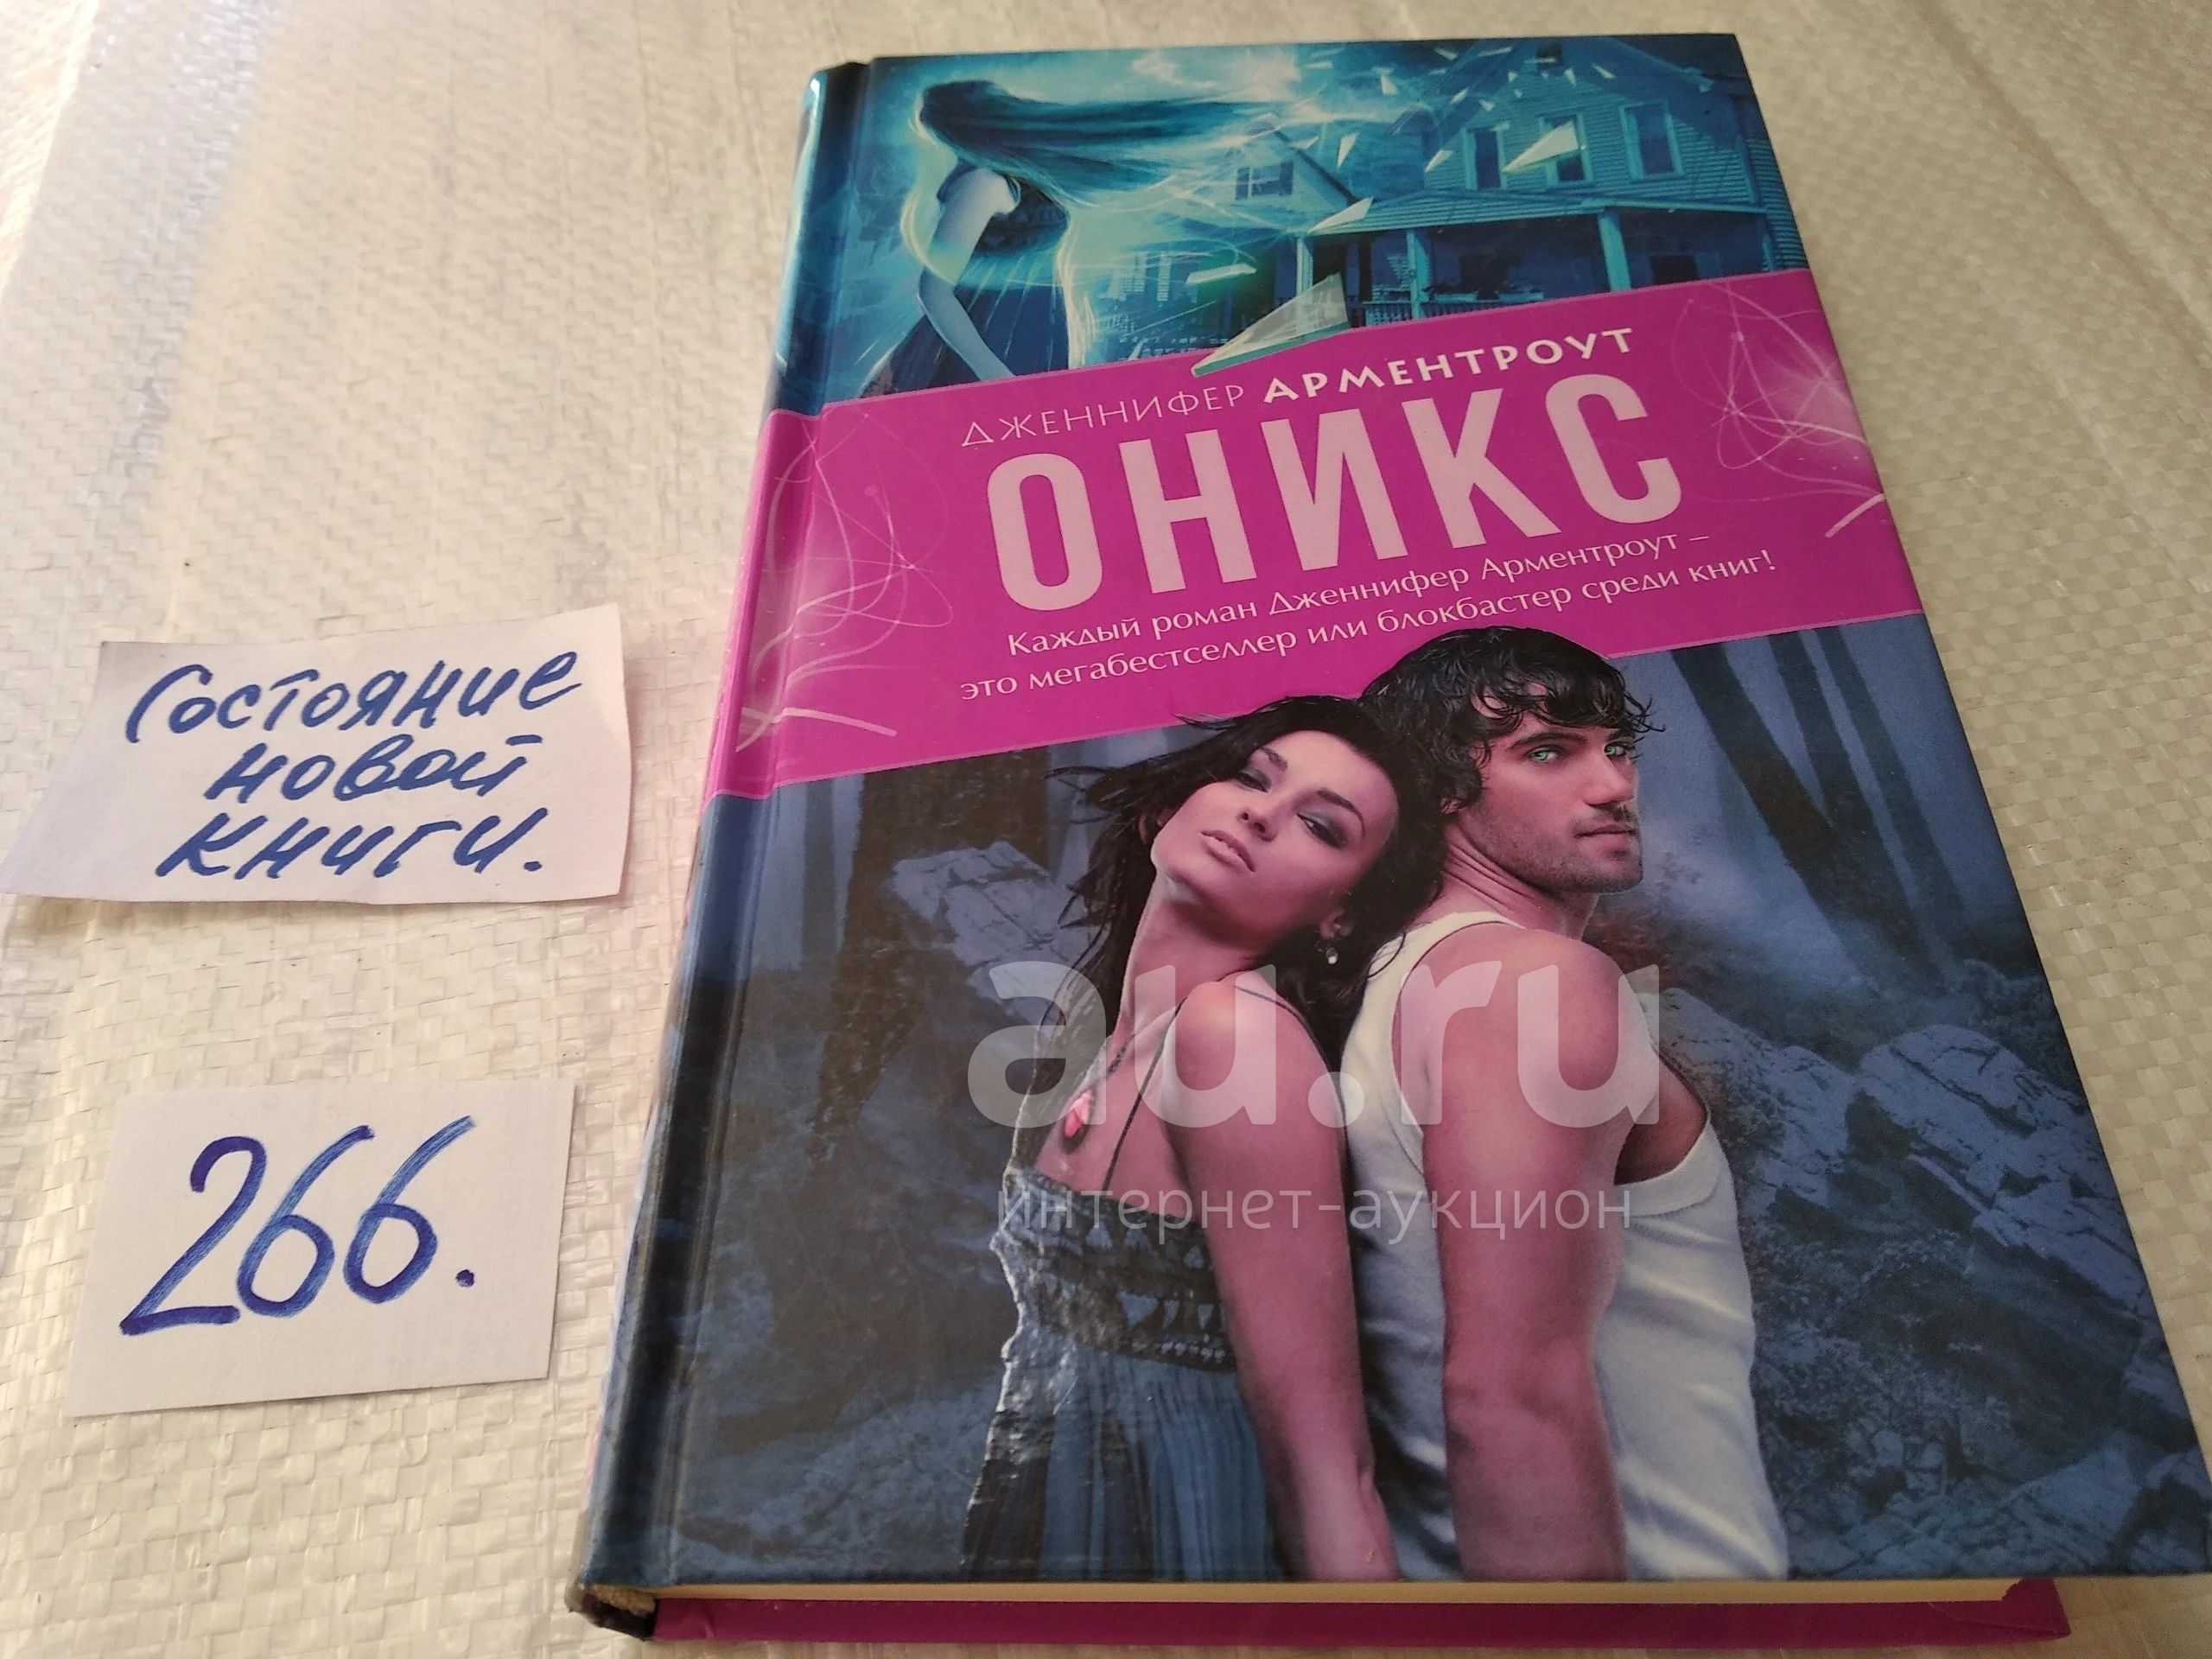 ДЖЕННИФЕР АРМЕНТРОУТ
ОНИКС
Каждый роман Дженнифер Арментроут –
это мегабестселлер или блокбастер среди книг!
Состояние
новой
книги.
266.
au.ru
интернет-аукцион